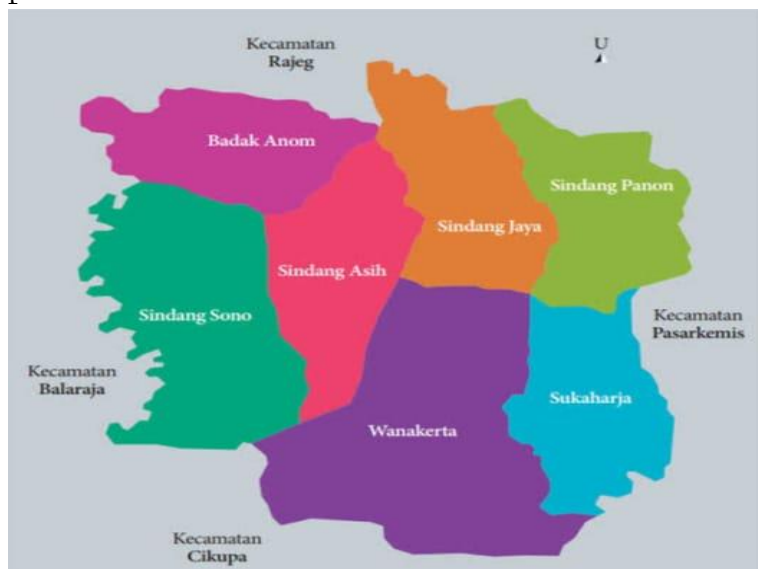 Kecamatan
Rajeg
U
Badak Anom
Sindang Panon
Sindang Jaya
Sindang Asih
Sindang Sono
Kecamatan
Pasarkemis
Kecamatan
Balaraja
Sukaharja
Wanakerta
Kecamatan
Cikupa